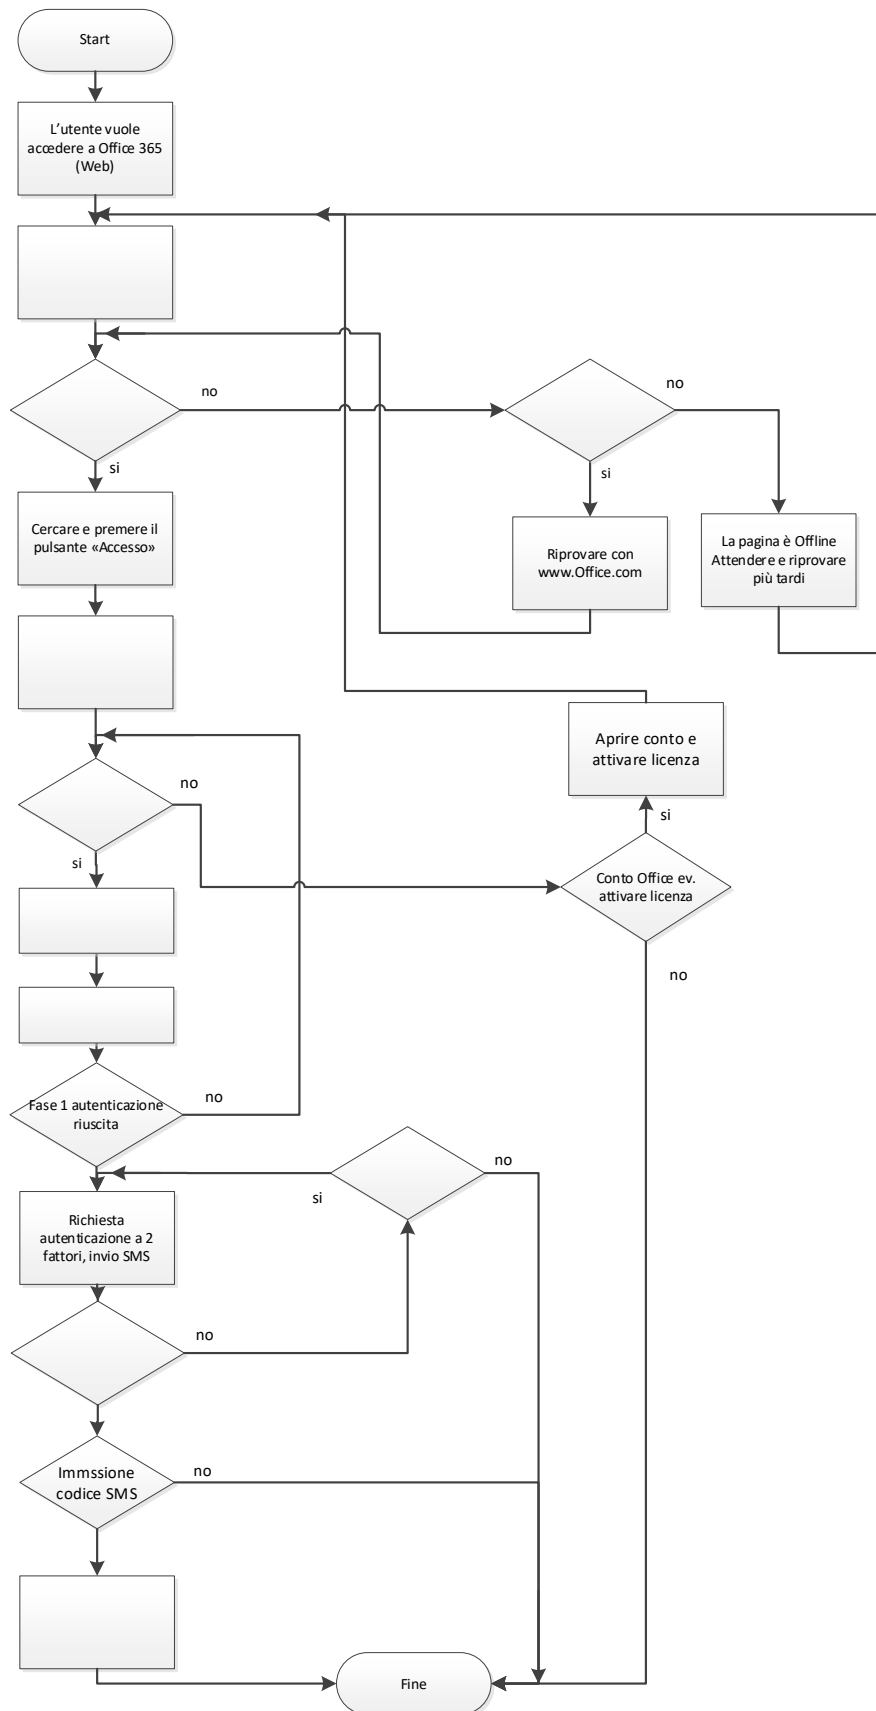 Start
L'utente vuole
accedere a Office 365
(Web)
no
no
si
si
Cercare e premere il
pulsante «Accesso»
Riprovare con
www.Office.com
La pagina è Offline
Attendere e riprovare
più tardi
Aprire conto e
attivare licenza
no
si
si
Conto Office ev.
attivare licenza
no
Fase 1 autenticazione
riuscita
no
no
si
Richiesta
autenticazione a 2
fattori, invio SMS
no
Immssione
codice SMS
no
Fine